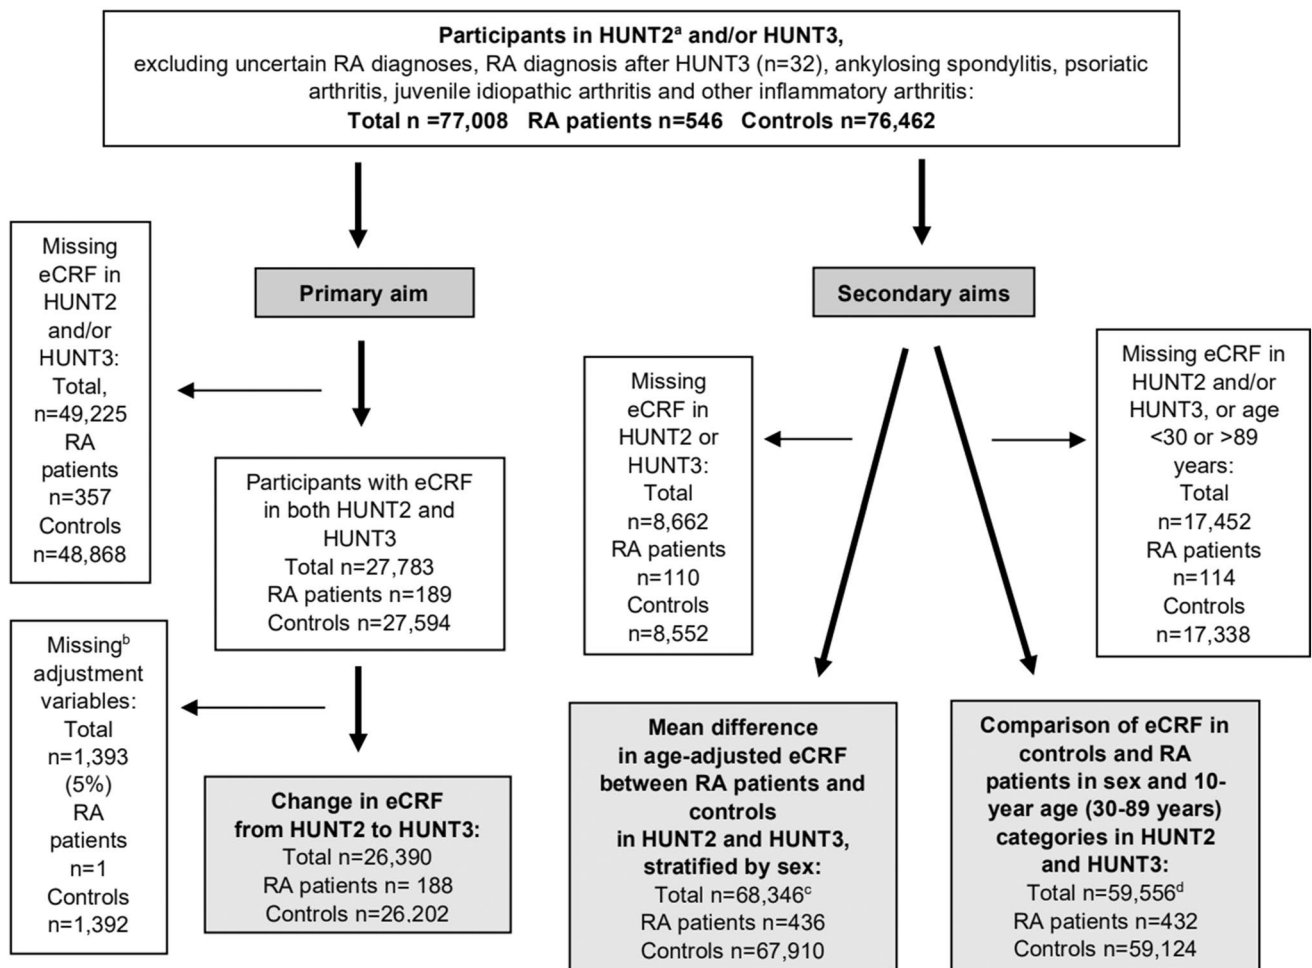 Participants in HUNT2ᵃ and/or HUNT3,
excluding uncertain RA diagnoses, RA diagnosis after HUNT3 (n=32), ankylosing spondylitis, psoriatic
arthritis, juvenile idiopathic arthritis and other inflammatory arthritis:
Total n =77,008 RA patients n=546 Controls n=76,462
Primary aim
Missing
eCRF in
HUNT2
and/or
HUNT3:
Total,
n=49,225
RA
patients
n=357
Controls
n=48,868
Participants with eCRF
in both HUNT2 and
HUNT3
Total n=27,783
RA patients n=189
Controls n=27,594
Missingᵇ
adjustment
variables:
Total
n=1,393
(5%)
RA
patients
n=1
Controls
n=1,392
Change in eCRF
from HUNT2 to HUNT3:
Total n=26,390
RA patients n= 188
Controls n=26,202
Secondary aims
Missing
eCRF in
HUNT2 or
HUNT3:
Total
n=8,662
RA patients
n=110
Controls
n=8,552
Missing eCRF in
HUNT2 and/or
HUNT3, or age
<30 or >89
years:
Total
n=17,452
RA patients
n=114
Controls
n=17,338
Mean difference
in age-adjusted eCRF
between RA patients and
controls
in HUNT2 and HUNT3,
stratified by sex:
Total n=68,346ᶜ
RA patients n=436
Controls n=67,910
Comparison of eCRF in
controls and RA
patients in sex and 10-
year age (30-89 years)
categories in HUNT2
and HUNT3:
Total n=59,556ᵈ
RA patients n=432
Controls n=59,124